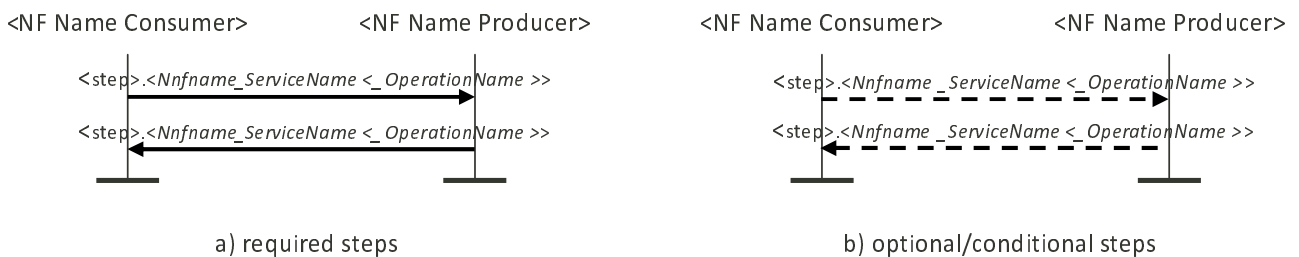 <NF Name Consumer> <NF Name Producer> <NF Name Consumer> <NF Name Producer>
<step>.<Nnfname_ServiceName <_OperationName >> <step>.<Nnfname _ServiceName <_OperationName >>
<step>.<Nnfname_ServiceName <_OperationName >> <step>.<Nnfname _ServiceName <_OperationName >>
a) required steps b) optional/conditional steps